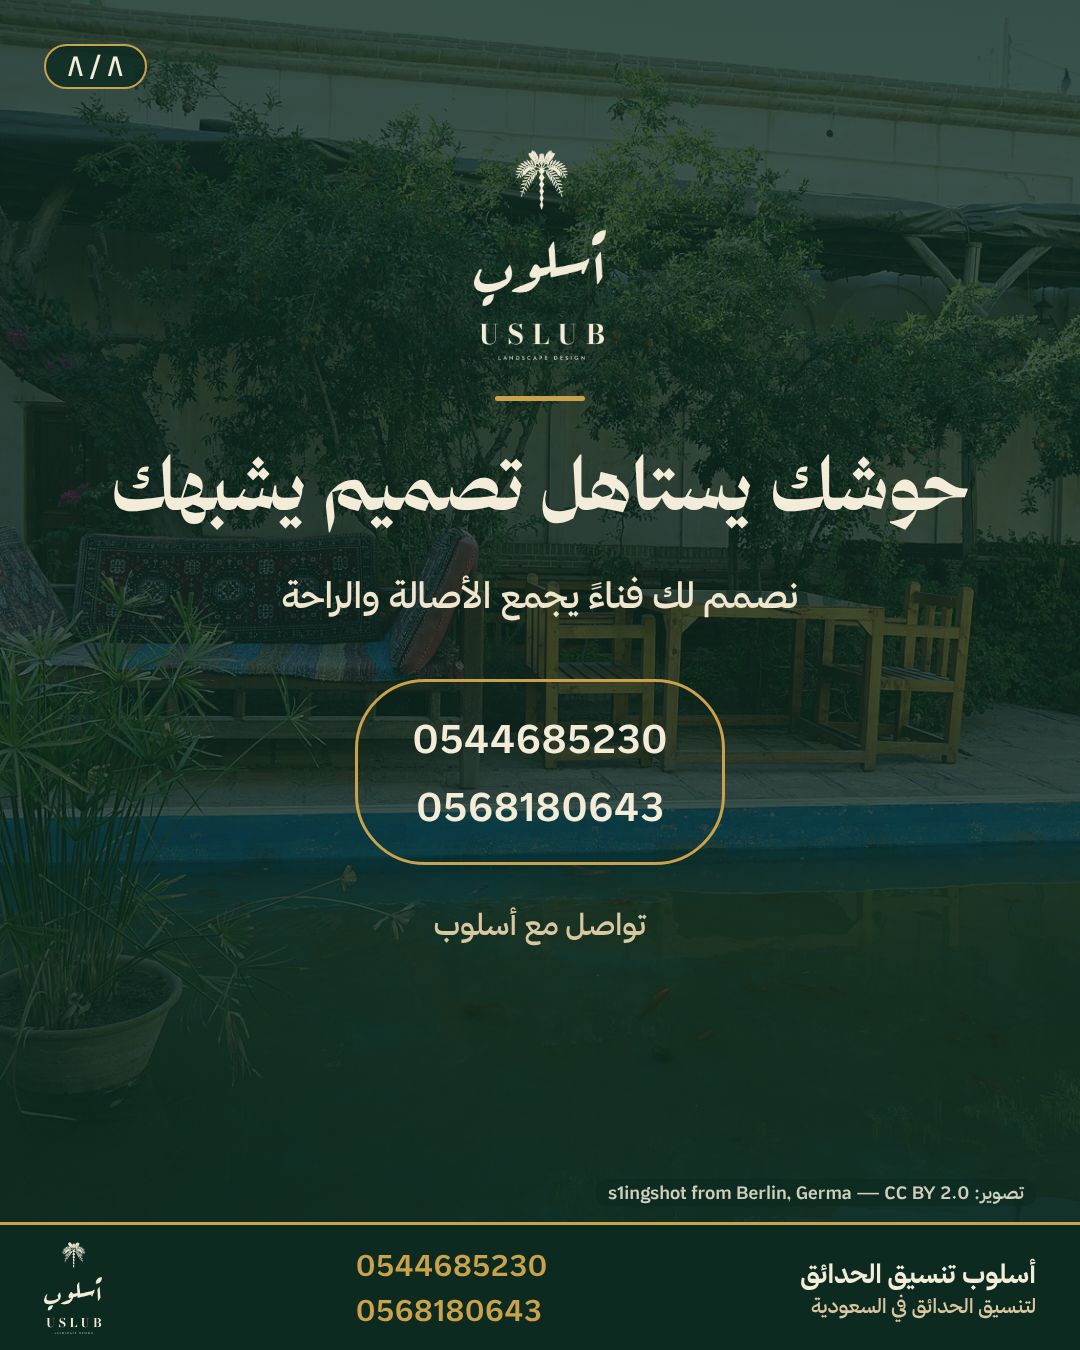 ٨/٨
أسلوب
USLUB
LANDSCAPE DESIGN
حوشك يستاهل تصميم يشبهك
نصمم لك فناءً يجمع الأصالة والراحة
0544685230
0568180643
تواصل مع أسلوب
تصوير: s1ingshot from Berlin, Germa — CC BY 2.0
أسلوب تنسيق الحدائق
لتنسيق الحدائق في السعودية
0544685230
0568180643
أسلوب
USLUB